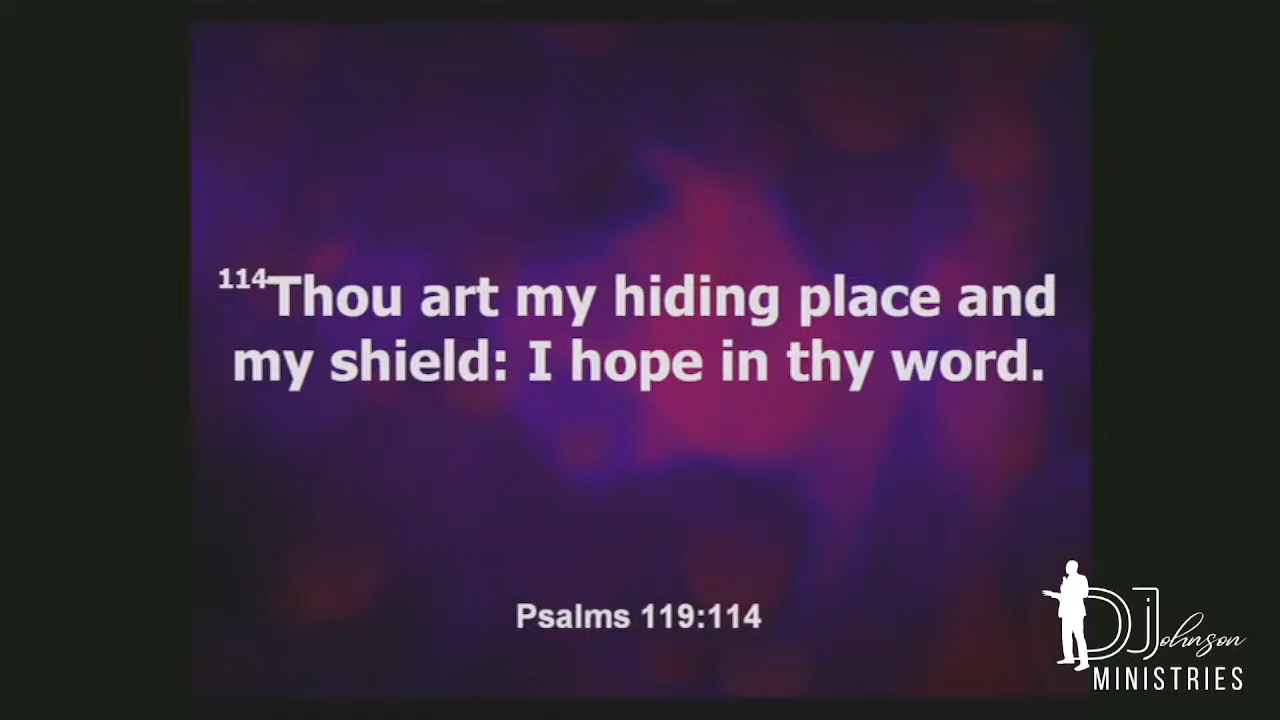 114Thou art my hiding place and
my shield: I hope in thy word.
Psalms 119:114
DJohnson
MINISTRIES